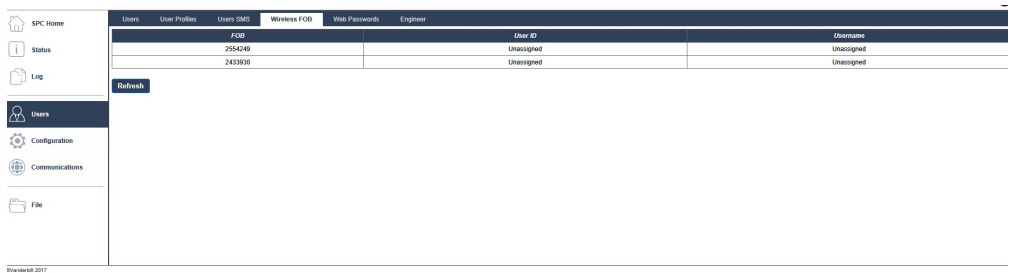 Users User Profiles Users SMS Wireless FOB Web Passwords Engineer
SPC Home
Status
Log
Users
Configuration
Communications
File
FOB User ID Username
2554249 Unassigned Unassigned
2433930 Unassigned Unassigned
Refresh
©Vanderbilt 2017